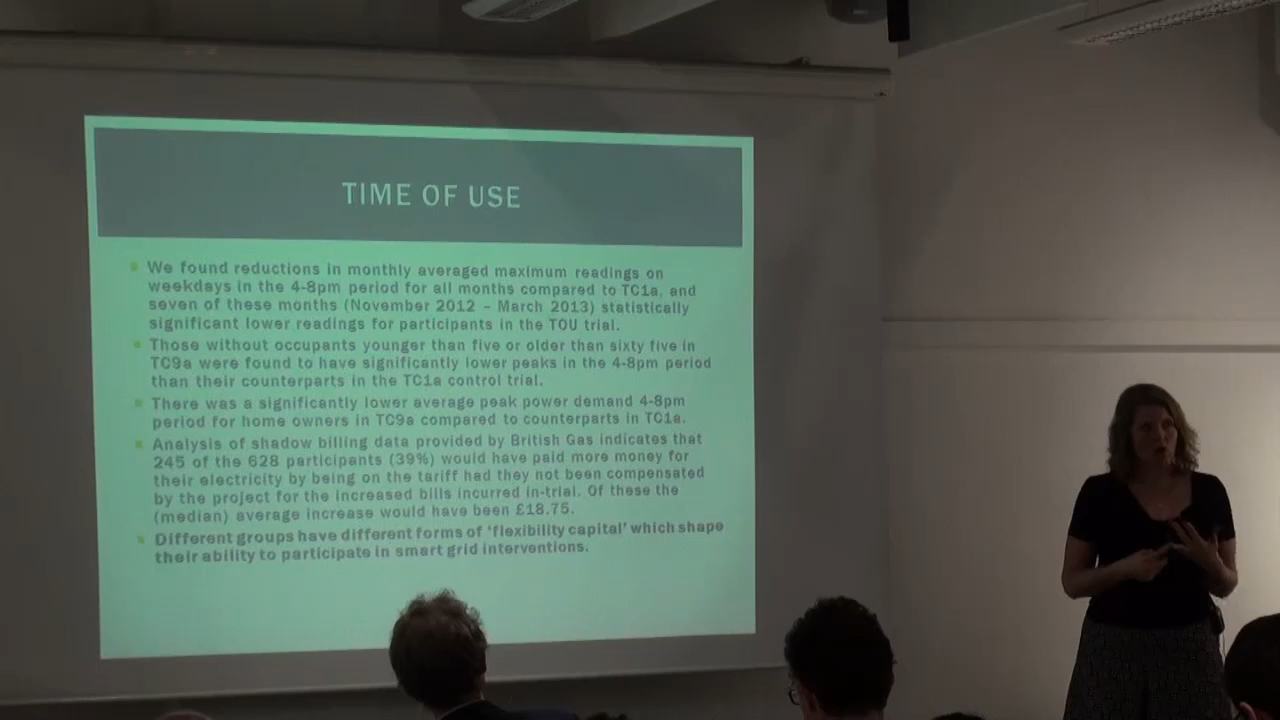 TIME OF USE
We found reductions in monthly averaged maximum readings on
weekdays in the 4-8pm period for all months compared to TC1a, and
seven of these months (November 2012 – March 2013) statistically
significant lower readings for participants in the TOU trial.
Those without occupants younger than five or older than sixty five in
TC9a were found to have significantly lower peaks in the 4-8pm period
than their counterparts in the TC1a control trial.
There was a significantly lower average peak power demand 4-8pm
period for home owners in TC9a compared to counterparts in TC1a.
Analysis of shadow billing data provided by British Gas indicates that
245 of the 628 participants (39%) would have paid more money for
their electricity by being on the tariff had they not been compensated
by the project for the increased bills incurred in-trial. Of these the
(median) average increase would have been £18.75.
Different groups have different forms of 'flexibility capital' which shape
their ability to participate in smart grid interventions.